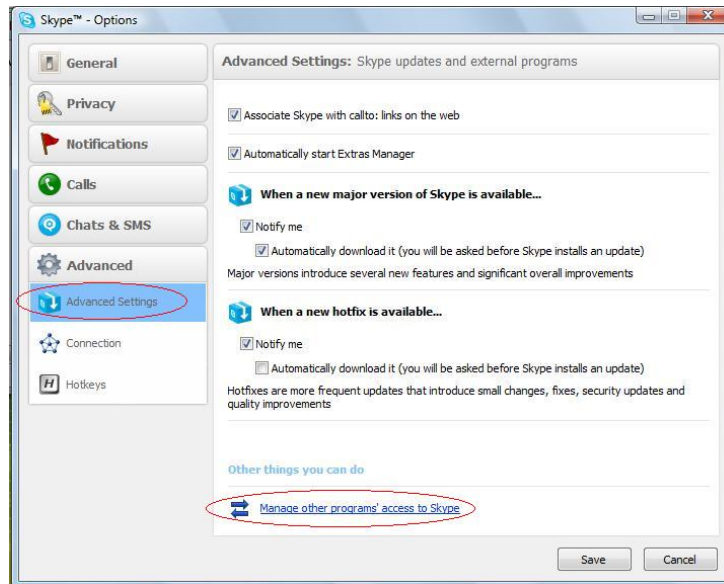 Skype™ - Options
General
Privacy
Notifications
Calls
Chats & SMS
Advanced
Advanced Settings
Connection
H Hotkeys
Advanced Settings: Skype updates and external programs
Associate Skype with callto: links on the web
Automatically start Extras Manager
When a new major version of Skype is available...
Notify me
Automatically download it (you will be asked before Skype installs an update)
Major versions introduce several new features and significant overall improvements
When a new hotfix is available...
Notify me
Automatically download it (you will be asked before Skype installs an update)
Hotfixes are more frequent updates that introduce small changes, fixes, security updates and
quality improvements
Other things you can do
Manage other programs' access to Skype
Save
Cancel